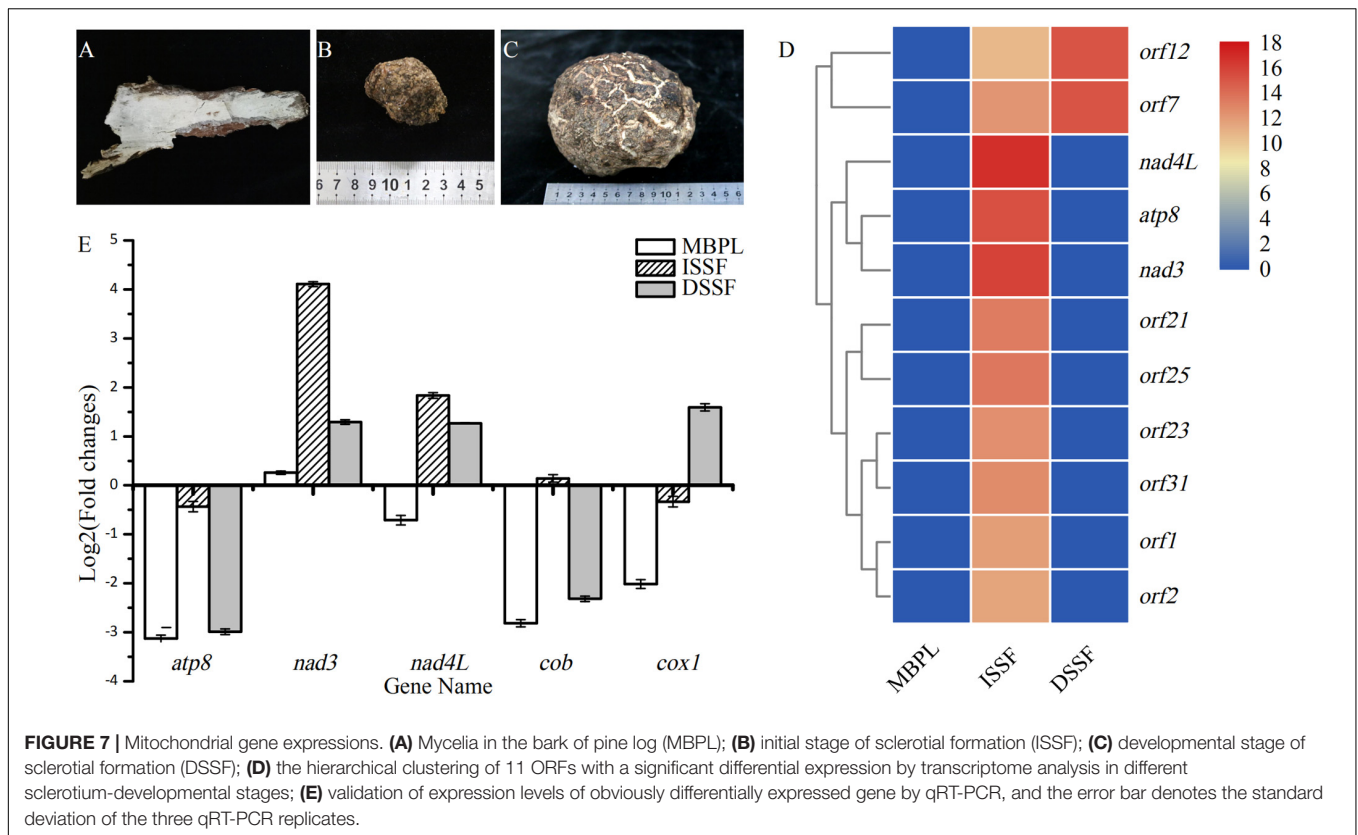 A
B
C
6 7 8 9 10 1 2 3 4 5
1 2 3 4 5 6 7 8 9 10 1 2 3 4 5 6
D
orf12
orf7
nad4L
atp8
nad3
orf21
orf25
orf23
orf31
orf1
orf2
MBPL
ISSF
DSSF
18
16
14
12
10
8
6
4
2
0
E
MBPL
ISSF
DSSF
Log2(Fold changes)
5
4
3
2
1
0
-1
-2
-3
-4
atp8 nad3 nad4L cob cox1
Gene Name
FIGURE 7 | Mitochondrial gene expressions. (A) Mycelia in the bark of pine log (MBPL); (B) initial stage of sclerotial formation (ISSF); (C) developmental stage of
sclerotial formation (DSSF); (D) the hierarchical clustering of 11 ORFs with a significant differential expression by transcriptome analysis in different
sclerotium-developmental stages; (E) validation of expression levels of obviously differentially expressed gene by qRT-PCR, and the error bar denotes the standard
deviation of the three qRT-PCR replicates.